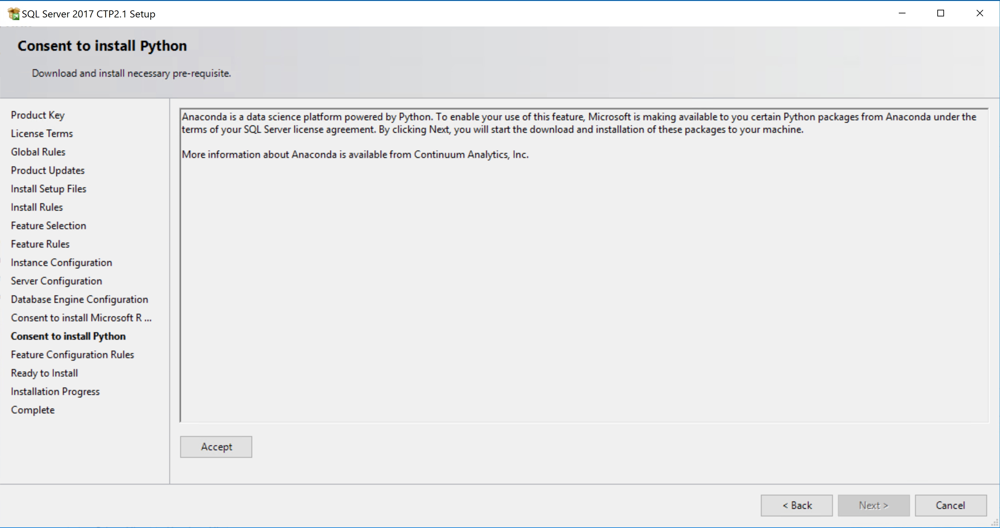 SQL Server 2017 CTP2.1 Setup
Consent to install Python
Download and install necessary pre-requisite.
Product Key
License Terms
Global Rules
Product Updates
Install Setup Files
Install Rules
Feature Selection
Feature Rules
Instance Configuration
Server Configuration
Database Engine Configuration
Consent to install Microsoft R ...
Consent to install Python
Feature Configuration Rules
Ready to Install
Installation Progress
Complete
Anaconda is a data science platform powered by Python. To enable your use of this feature, Microsoft is making available to you certain Python packages from Anaconda under the
terms of your SQL Server license agreement. By clicking Next, you will start the download and installation of these packages to your machine.
More information about Anaconda is available from Continuum Analytics, Inc.
Accept
< Back
Next >
Cancel